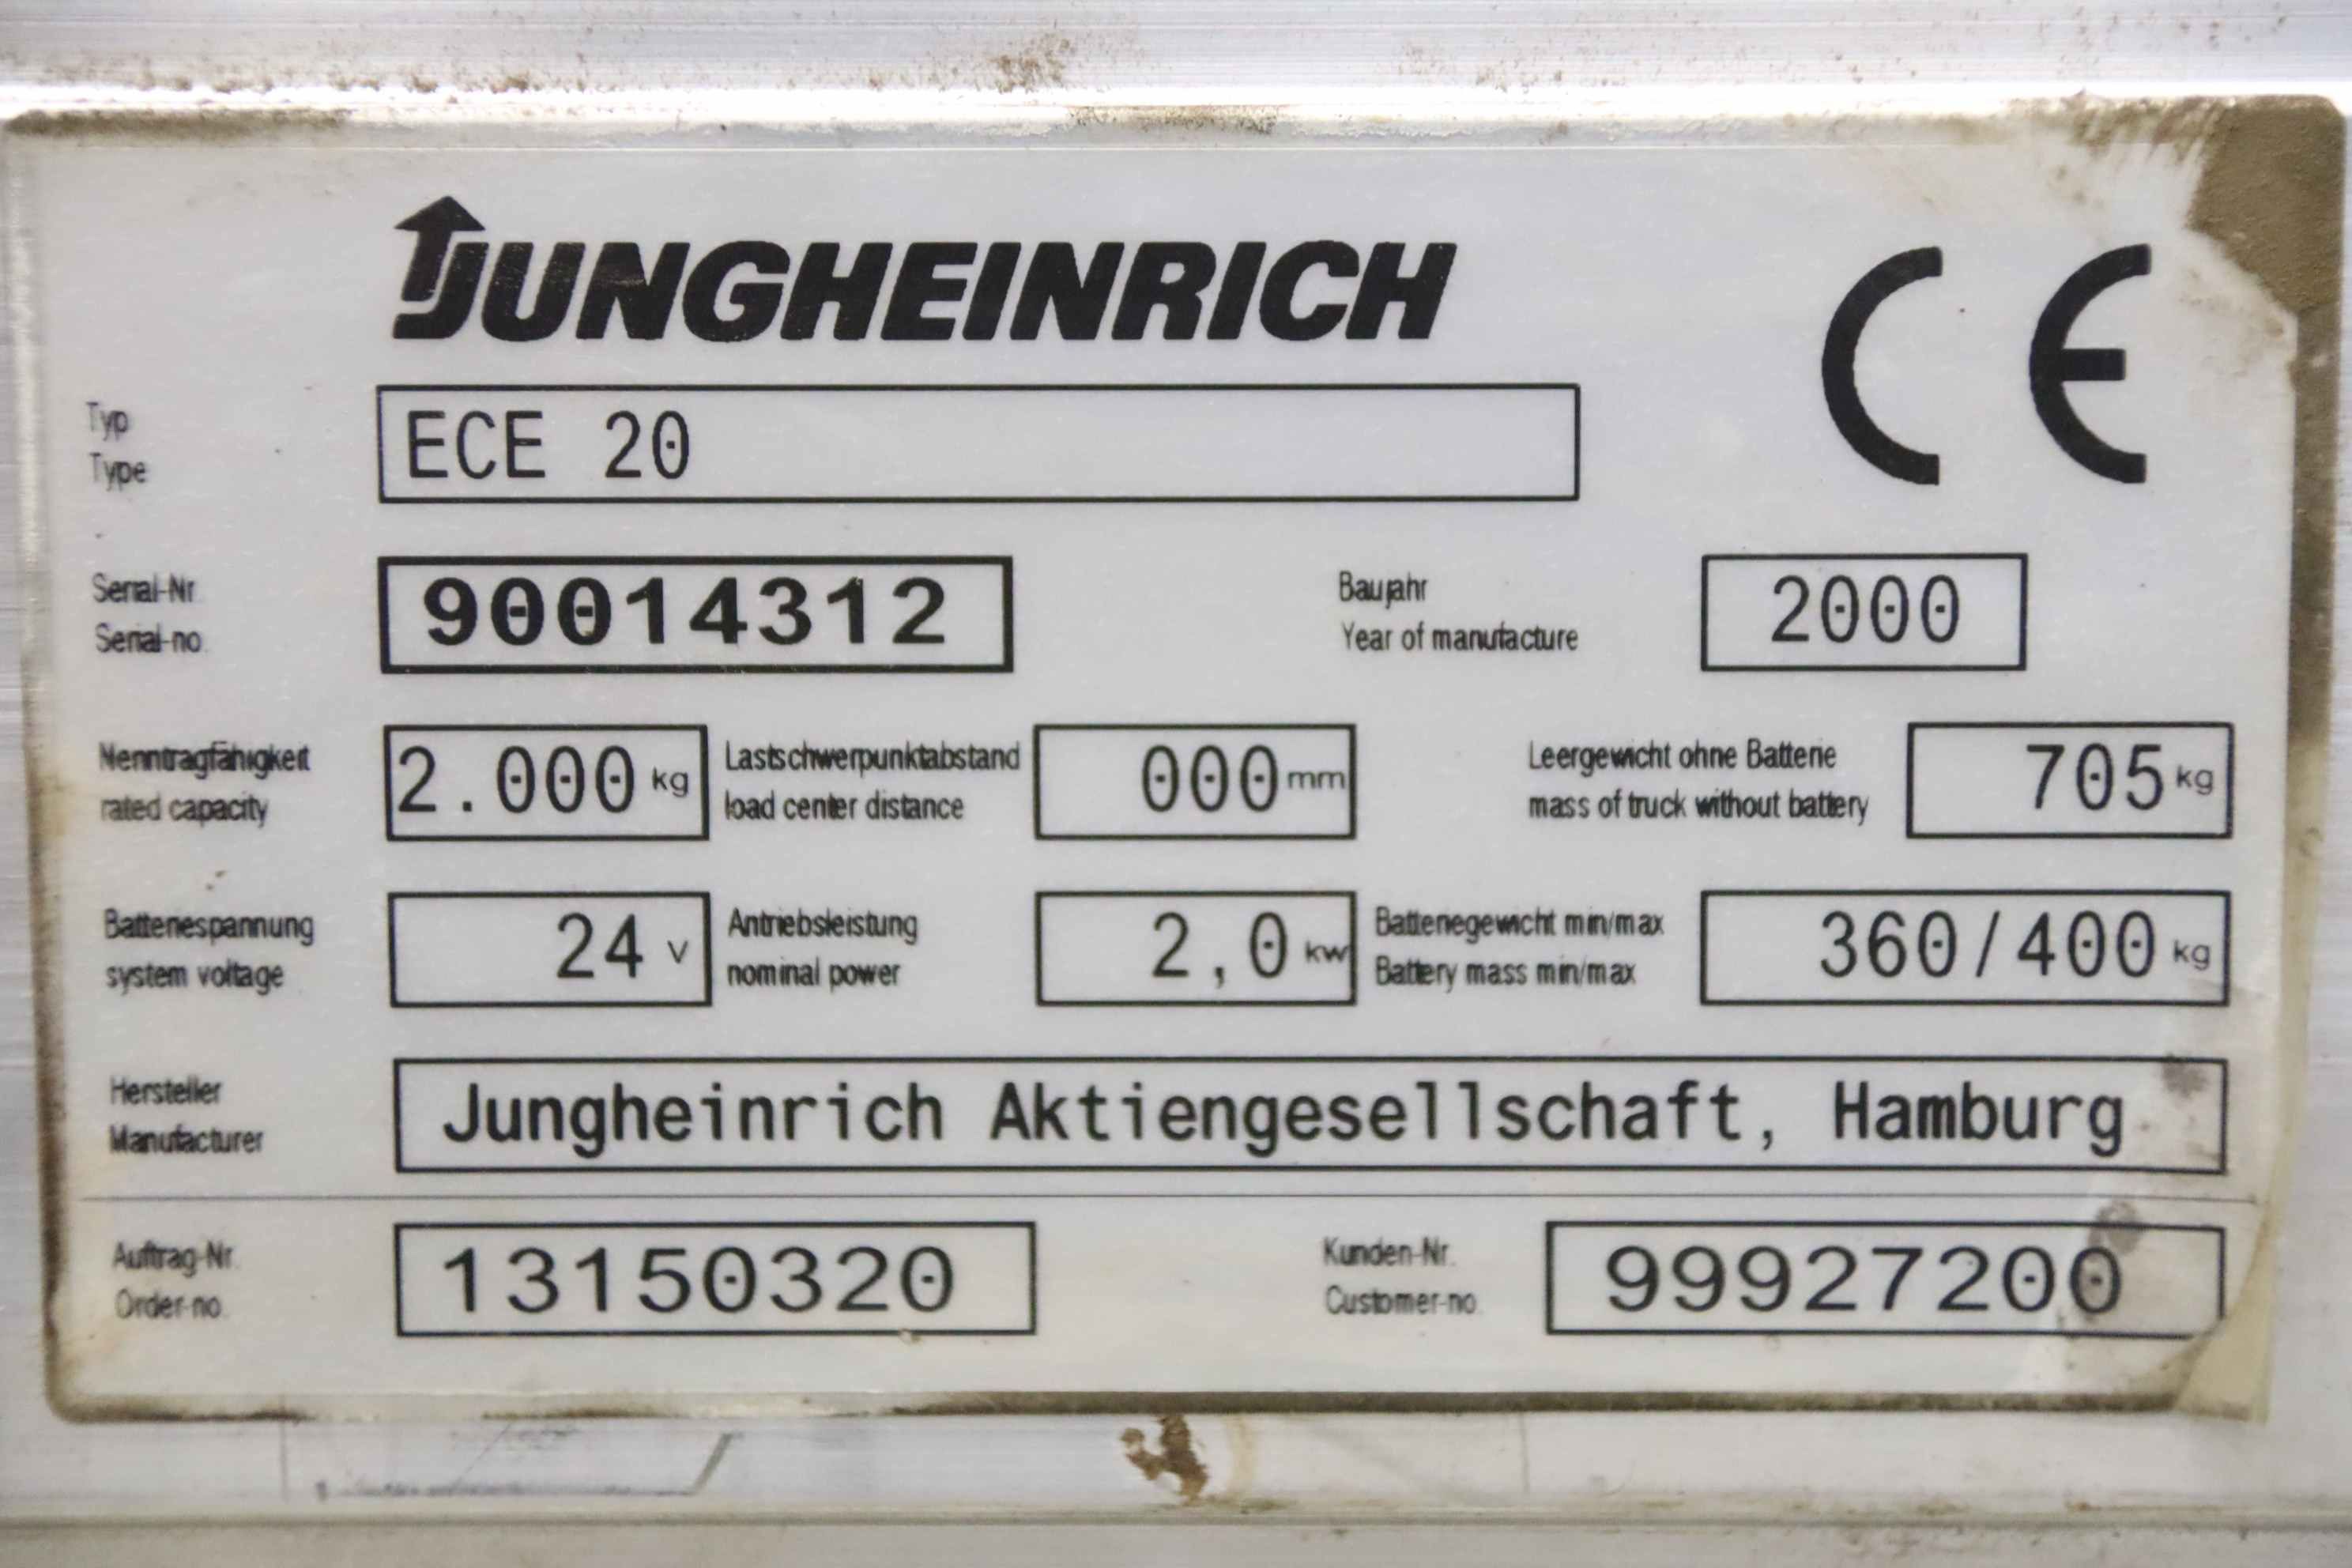 JUNGHEINRICH
CE
Typ
Type
ECE 20
Serial-Nr.
Serial-no.
90014312
Baujahr
Year of manufacture
2000
Nenntragfähigkeit
rated capacity
2.000 kg
Lastschwerpunktabstand
load center distance
000 mm
Leergewicht ohne Batterie
mass of truck without battery
705 kg
Batteriespannung
system voltage
24 V
Antriebsleistung
nominal power
2,0 kw
Batteriegewicht min/max
Battery mass min/max
360/400 kg
Hersteller
Manufacturer
Jungheinrich Aktiengesellschaft, Hamburg
Auftrag-Nr.
Order-no.
13150320
Kunden-Nr.
Customer-no.
99927200